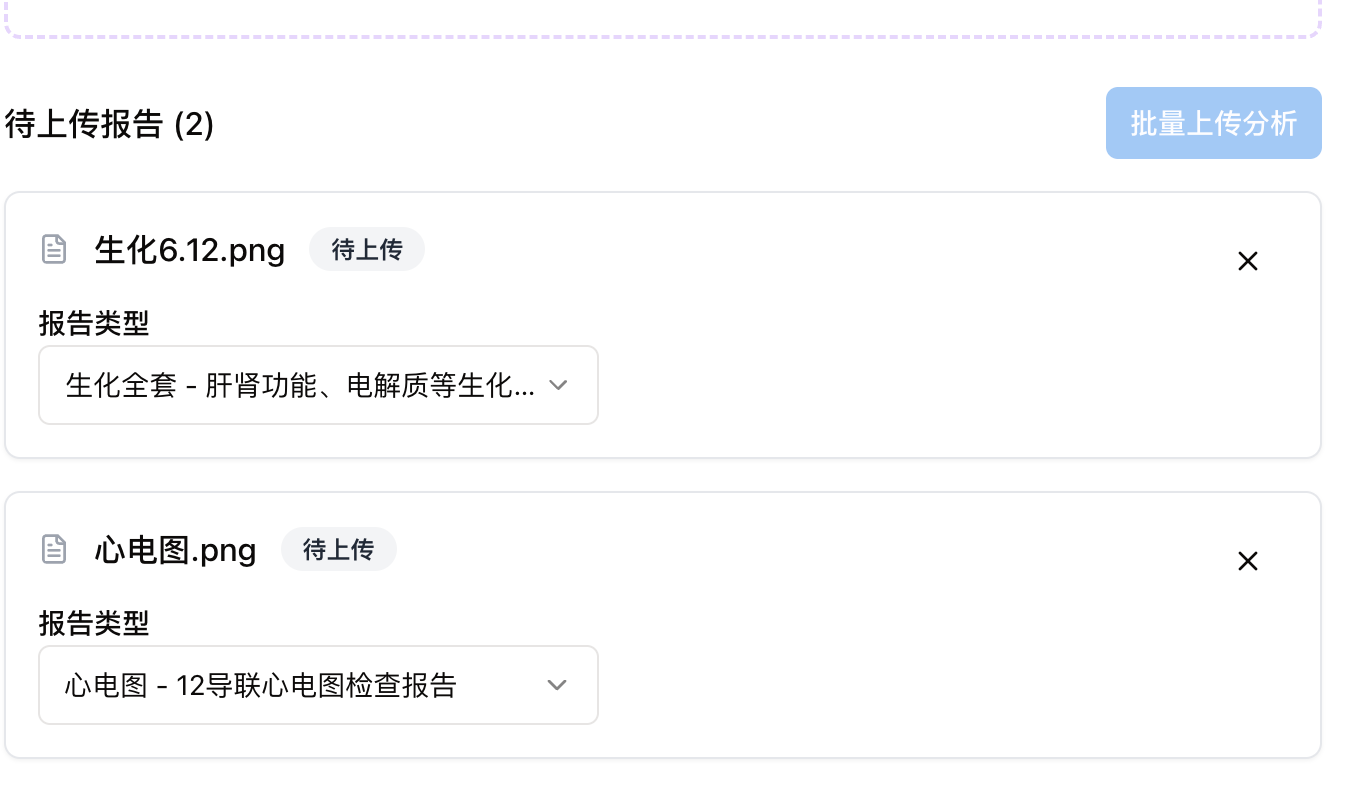 待上传报告 (2)
批量上传分析
生化6.12.png
待上传
报告类型
生化全套 - 肝肾功能、电解质等生化...
心电图.png
待上传
报告类型
心电图 - 12导联心电图检查报告